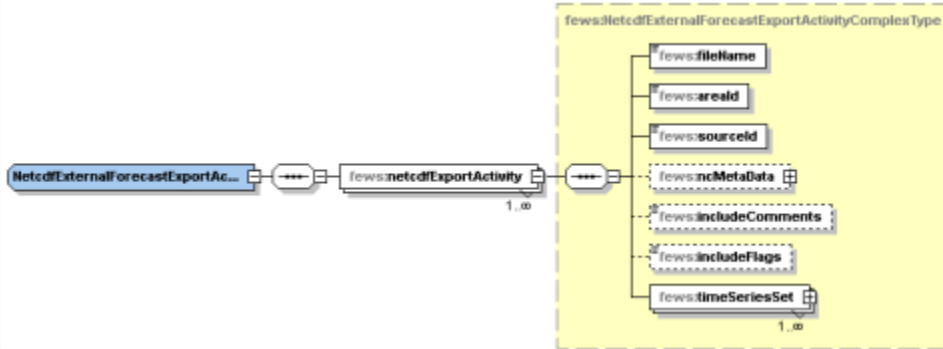 fews:NetcdfExternalForecastExportActivityComplexType
fews:fileName
fews:areaId
fews:sourceId
NetcdfExternalForecastExportAc...
fews:netcdfExportActivity
1..∞
fews:ncMetaData
fews:includeComments
fews:includeFlags
fews:timeSeriesSet
1..∞